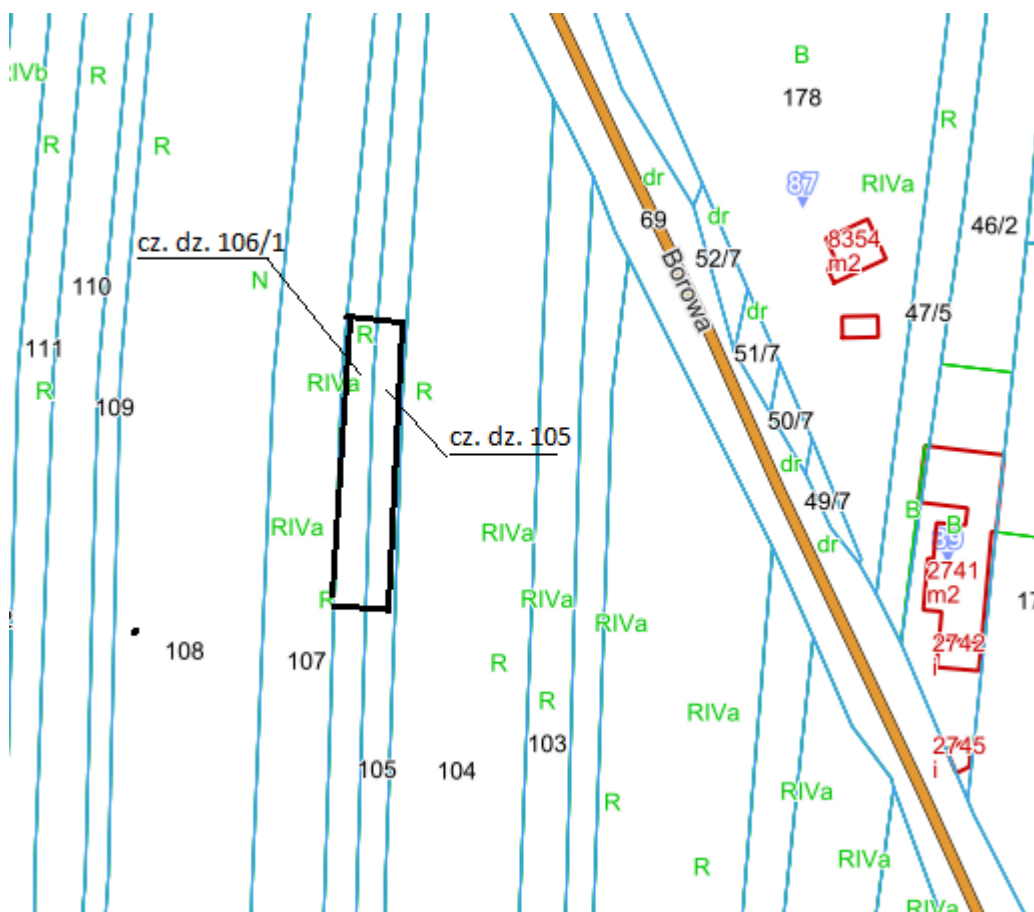 B
RIVb
R
178
R
R
R
dr
87
RIVa
69
dr
46/2
8354
m2
cz. dz. 106/1
52/7
N
Borowa
110
dr
47/5
R
111
51/7
RIVa
R
R
109
50/7
cz. dz. 105
dr
49/7
B
B
RIVa
RIVa
dr
2741
m2
R
RIVa
RIVa
108
107
R
2742
i
R
RIVa
103
2745
i
105
104
RIVa
R
RIVa
R
RIVa